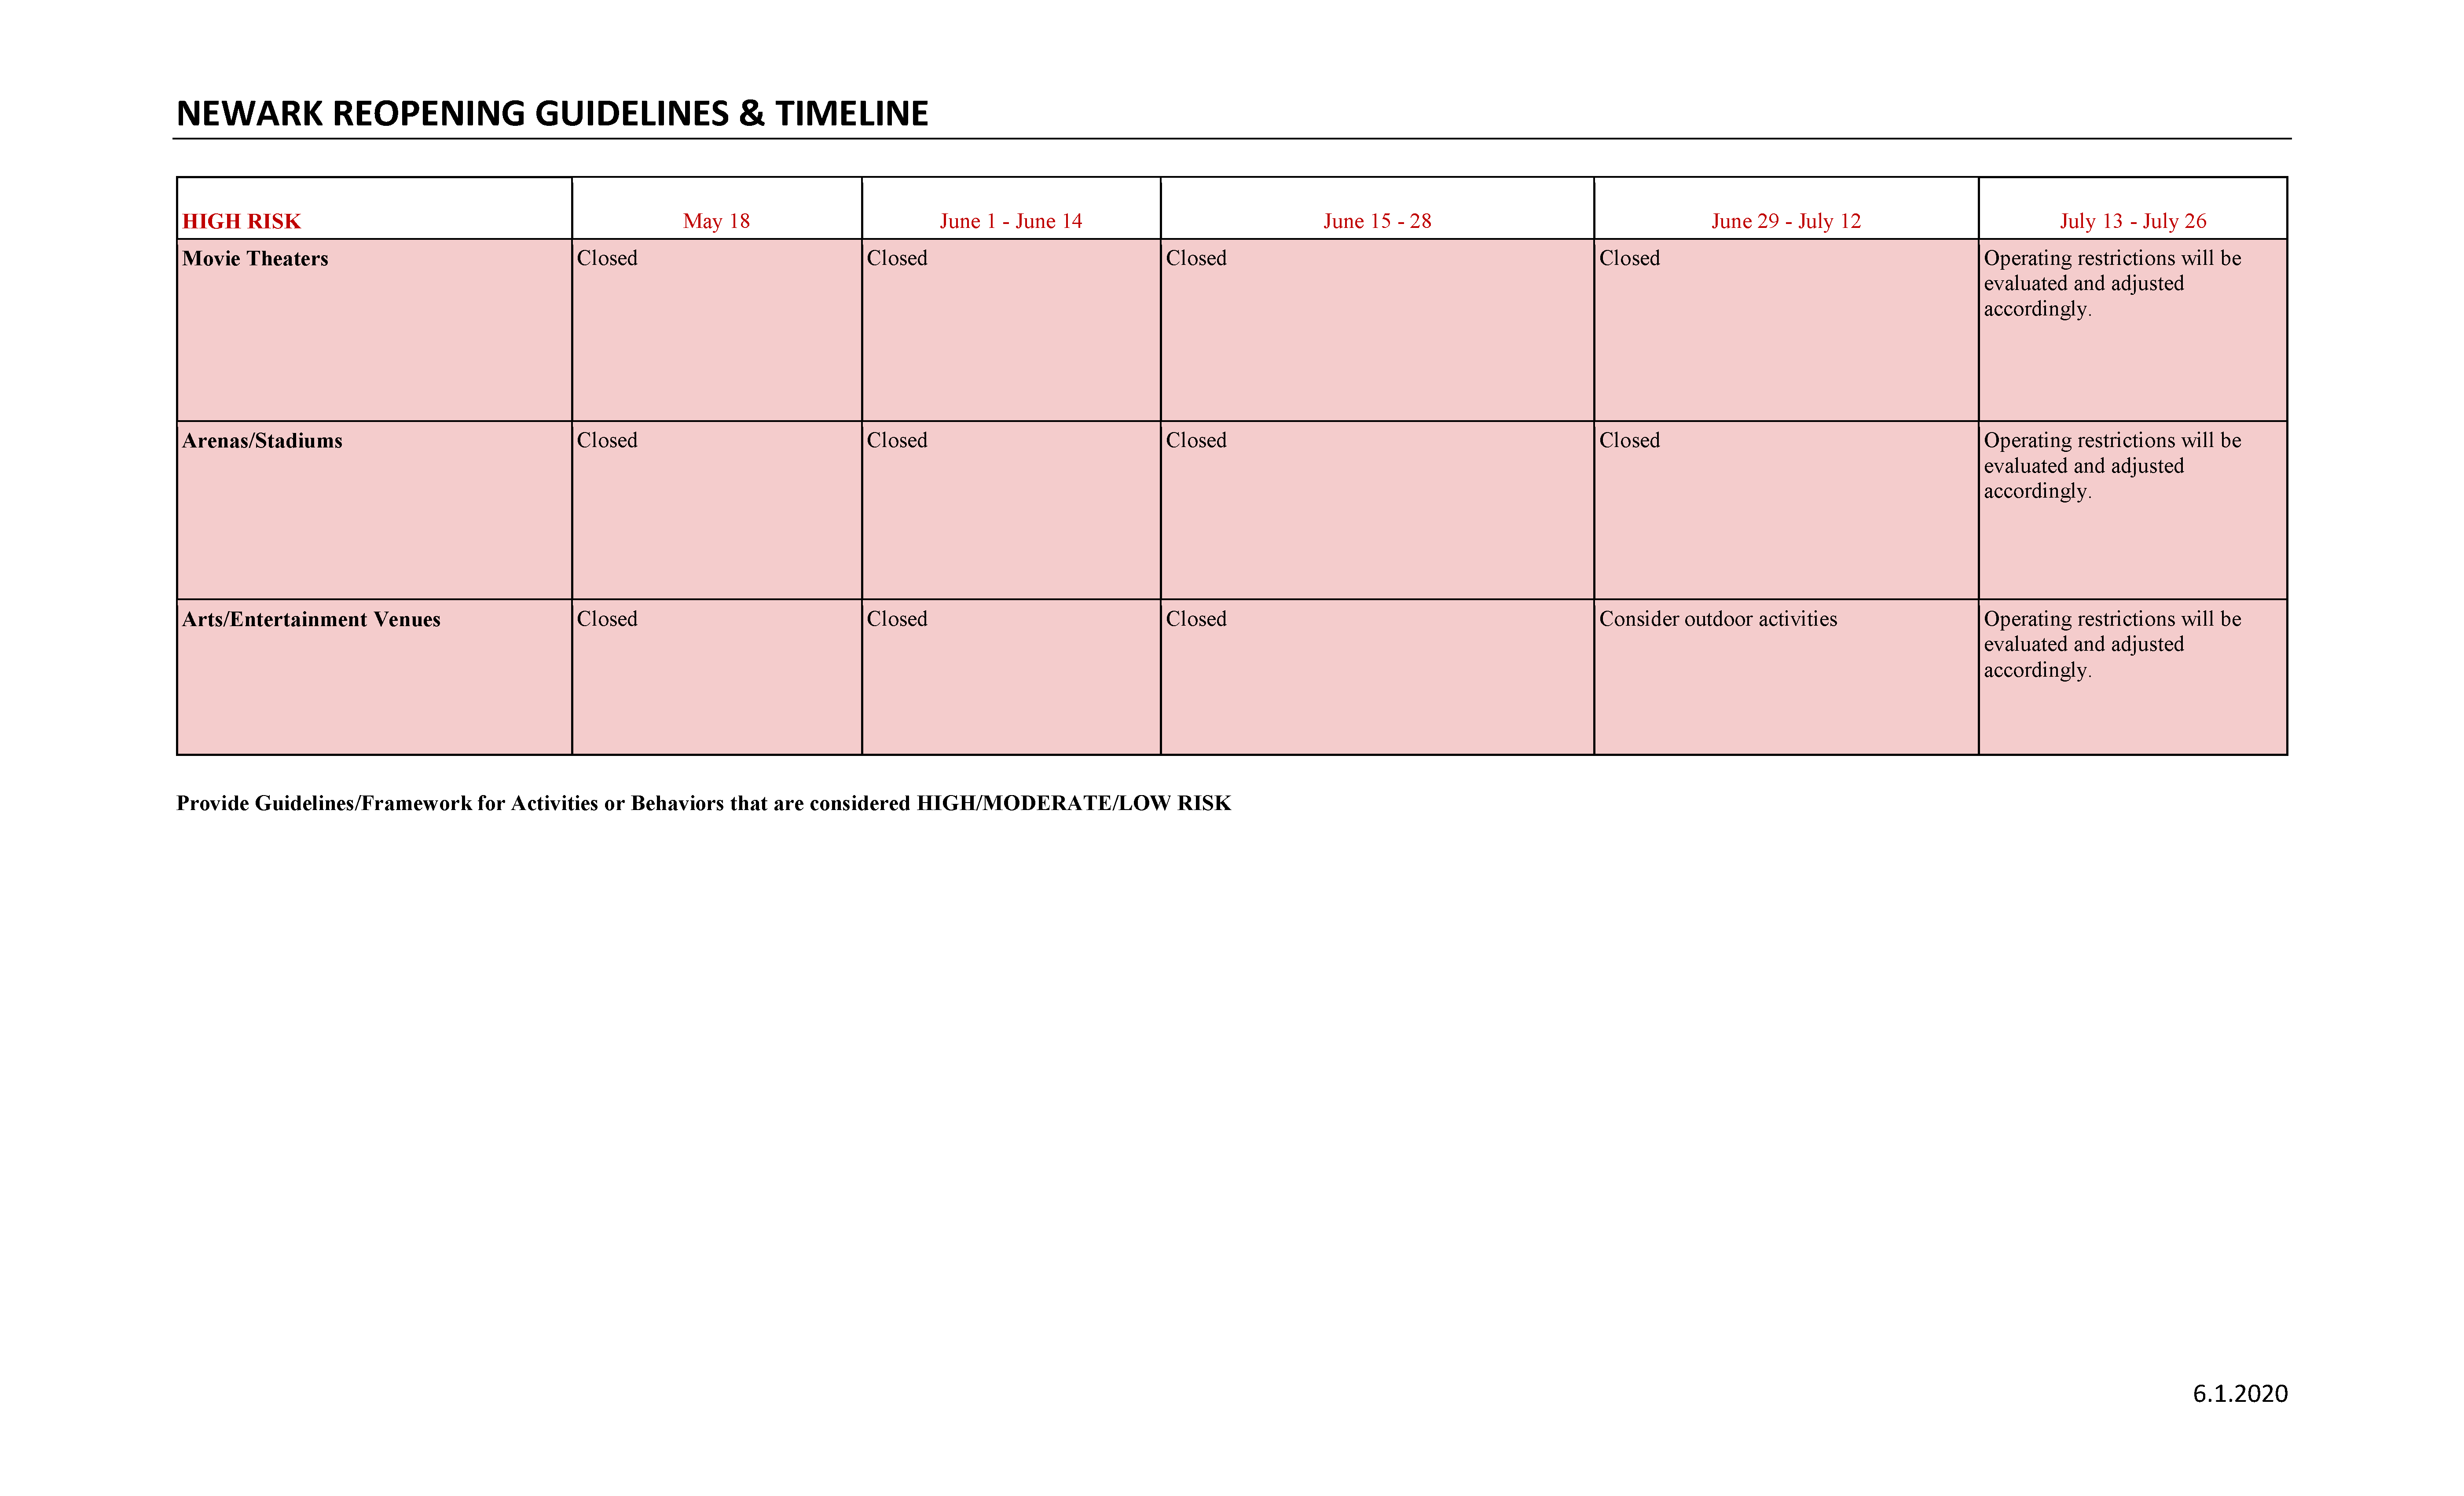 NEWARK REOPENING GUIDELINES & TIMELINE
HIGH RISK May 18 June 1 - June 14 June 15 - 28 June 29 - July 12 July 13 - July 26
Movie Theaters Closed Closed Closed Closed Operating restrictions will be
evaluated and adjusted
accordingly.
Arenas/Stadiums Closed Closed Closed Closed Operating restrictions will be
evaluated and adjusted
accordingly.
Arts/Entertainment Venues Closed Closed Closed Consider outdoor activities Operating restrictions will be
evaluated and adjusted
accordingly.
Provide Guidelines/Framework for Activities or Behaviors that are considered HIGH/MODERATE/LOW RISK
6.1.2020